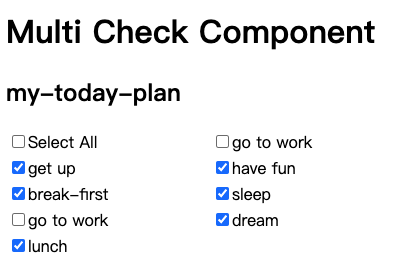 Multi Check Component
my-today-plan
Select All
get up
break-first
go to work
lunch
go to work
have fun
sleep
dream